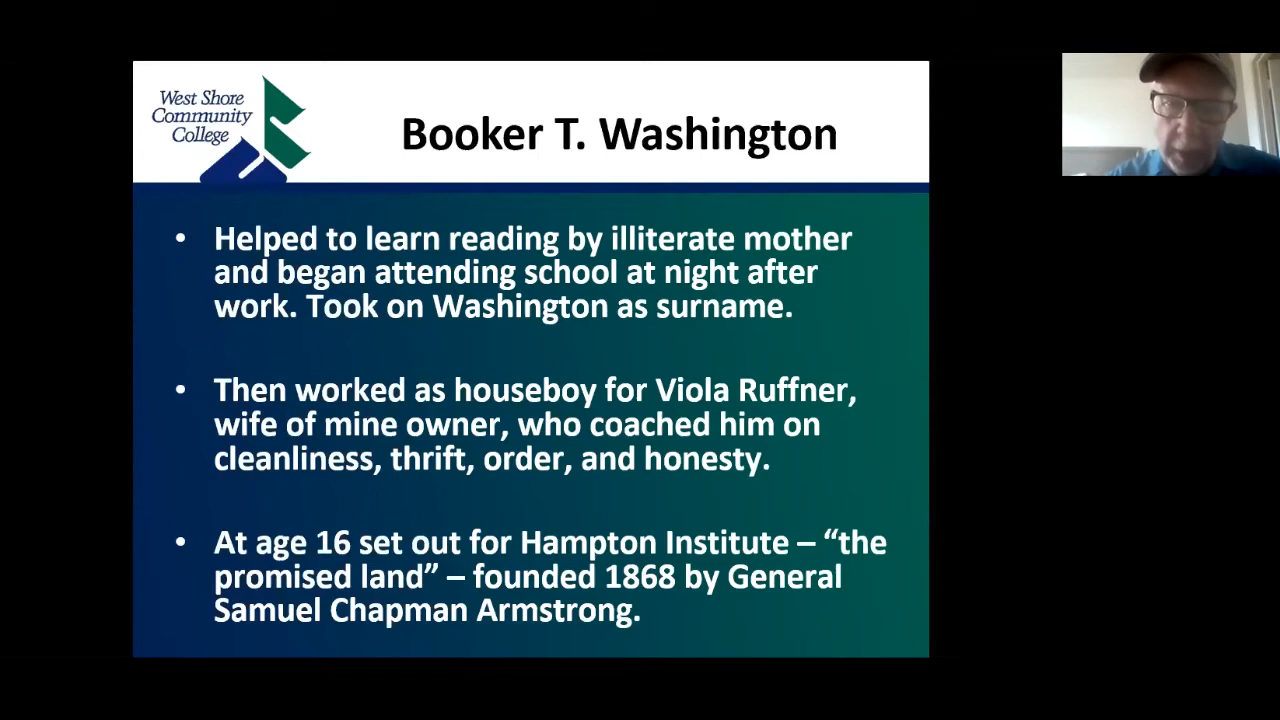 West Shore
Community
College
Booker T. Washington
• Helped to learn reading by illiterate mother
and began attending school at night after
work. Took on Washington as surname.
• Then worked as houseboy for Viola Ruffner,
wife of mine owner, who coached him on
cleanliness, thrift, order, and honesty.
• At age 16 set out for Hampton Institute – “the
promised land” – founded 1868 by General
Samuel Chapman Armstrong.